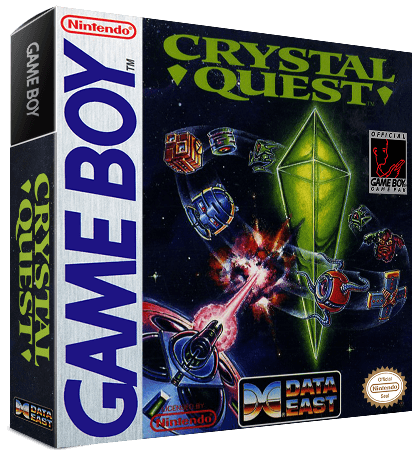 GAME BOY
CRYSTAL
QUEST
DATA
EAST
Nintendo
GAME BOY
TM
CRYSTAL
QUEST
TM
OFFICIAL
GAME BOY
GAME PAK
LICENSED BY
Nintendo
DATA
EAST
Official
Nintendo
Seal